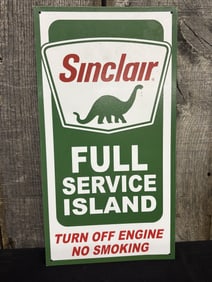 Sinclair
FULL
SERVICE
ISLAND
TURN OFF ENGINE
NO SMOKING